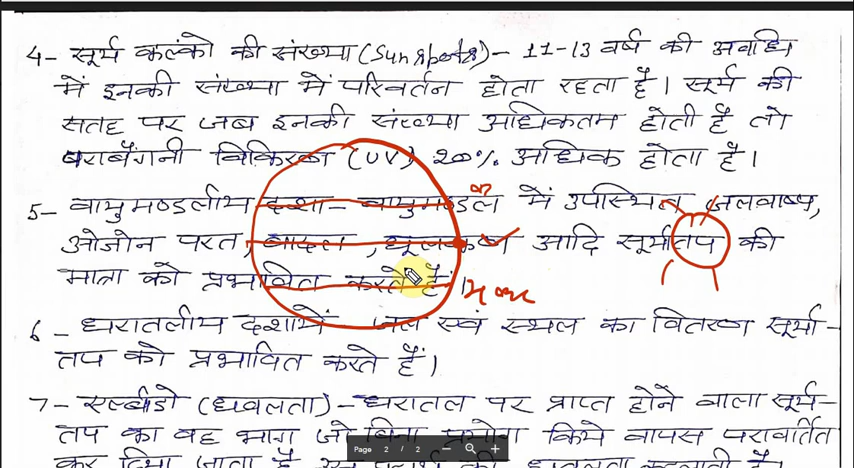 4- सूर्य कलंको की संख्या (Sun spots) - 11-13 वर्ष की अवधि
में इनकी संख्या में परिवर्तन होता रहता है। सूर्य की
सतह पर जब इनकी संख्या अधिकतम होती है तो
पराबैंगनी विकिरण (UV) 20% अधिक होता है।
5- वायुमण्डलीय दशा - वायुमण्डल में उपस्थित जलवाष्प,
ओजोन परत, बादल, धूलकण आदि सूर्यातप की
मात्रा को प्रभावित करते हैं।
6- धरातलीय दशायें जल एवं स्थल का वितरण सूर्या-
तप को प्रभावित करते हैं।
7- एल्बीडो (धवलता) - धरातल पर प्राप्त होने वाला सूर्य-
तप का वह भाग जो बिना प्रयोग किये वापस परावर्तित
कर दिया जाता है
Page 2 / 2